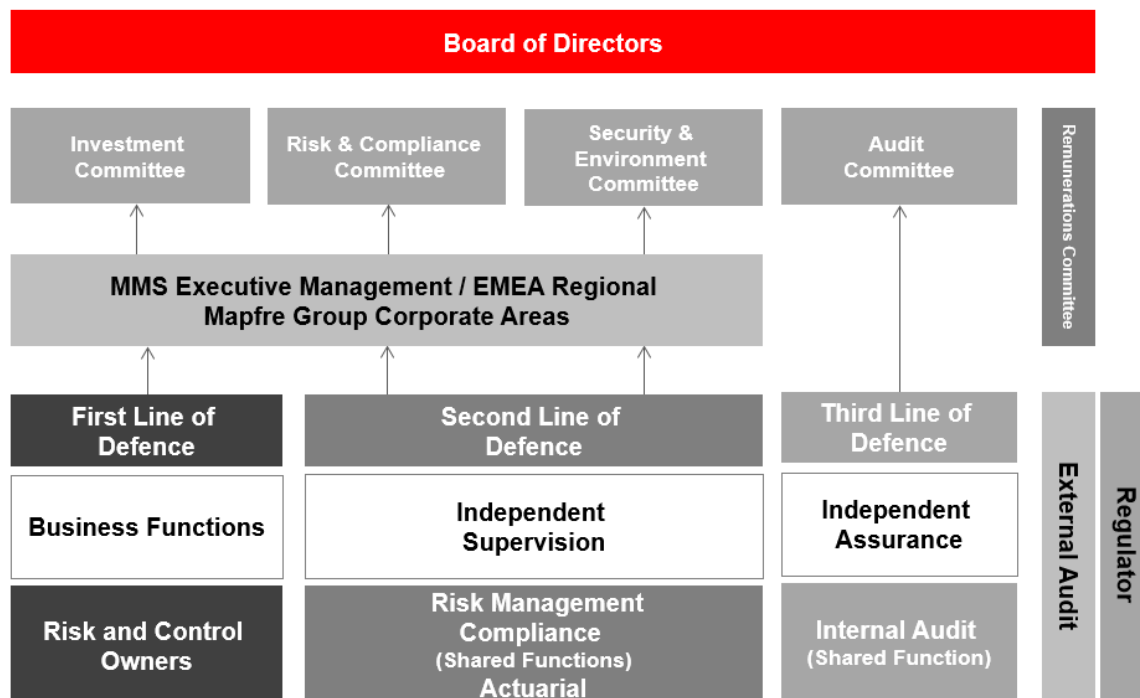 Board of Directors
Investment
Committee
Risk & Compliance
Committee
Security &
Environment
Committee
Audit
Committee
Remunerations Committee
MMS Executive Management / EMEA Regional
Mapfre Group Corporate Areas
First Line of
Defence
Second Line of
Defence
Third Line of
Defence
External Audit
Regulator
Business Functions
Independent
Supervision
Independent
Assurance
Risk and Control
Owners
Risk Management
Compliance
(Shared Functions)
Actuarial
Internal Audit
(Shared Function)